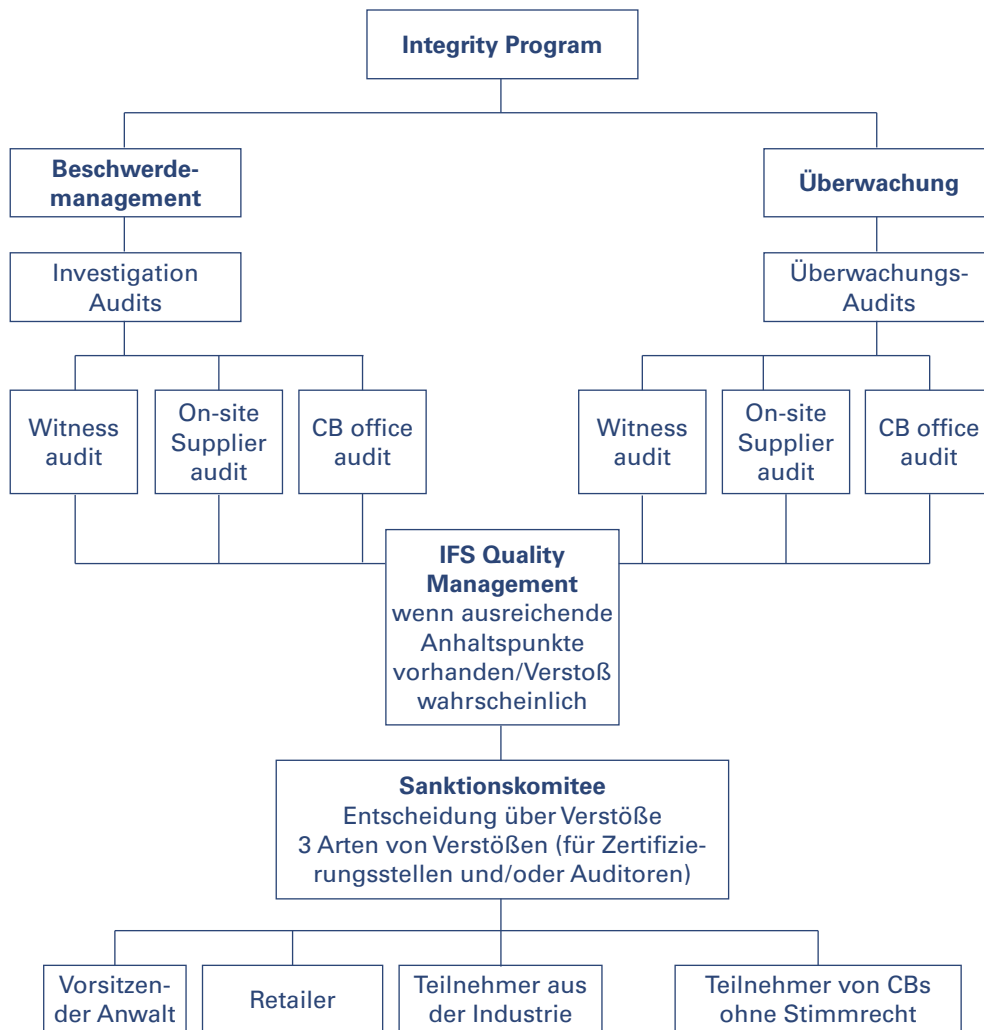 Integrity Program
Beschwerde-
management
Überwachung
Investigation
Audits
Überwachungs-
Audits
Witness
audit
On-site
Supplier
audit
CB office
audit
Witness
audit
On-site
Supplier
audit
CB office
audit
IFS Quality
Management
wenn ausreichende
Anhaltspunkte
vorhanden/Verstoß
wahrscheinlich
Sanktionskomitee
Entscheidung über Verstöße
3 Arten von Verstößen (für Zertifizie-
rungsstellen und/oder Auditoren)
Vorsitzen-
der Anwalt
Retailer
Teilnehmer aus
der Industrie
Teilnehmer von CBs
ohne Stimmrecht